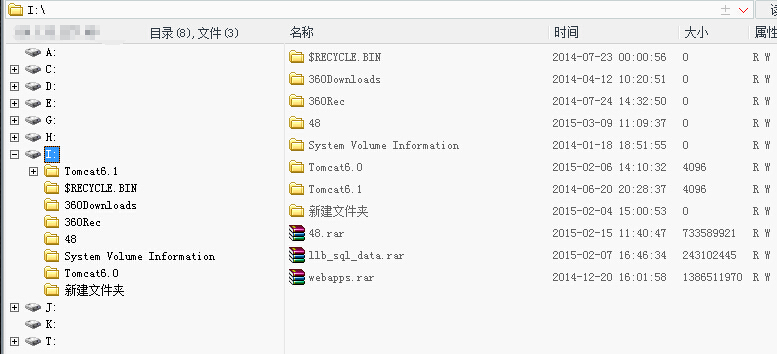 I:\
目录(8),文件(3) 名称 时间 大小 属性
A:
C:
D:
E:
G:
H:
I:
Tomcat6.1
$RECYCLE.BIN
360Downloads
360Rec
48
System Volume Information
Tomcat6.0
新建文件夹
J:
K:
T:
$RECYCLE.BIN 2014-07-23 00:00:56 0 R W
360Downloads 2014-04-12 10:20:51 0 R W
360Rec 2014-07-24 14:32:50 0 R W
48 2015-03-09 11:09:37 0 R W
System Volume Information 2014-01-18 18:51:55 0 R W
Tomcat6.0 2015-02-06 14:10:32 4096 R W
Tomcat6.1 2014-06-20 20:28:37 4096 R W
新建文件夹 2015-02-04 15:00:53 0 R W
48.rar 2015-02-15 11:40:47 733589921 R W
llb_sql_data.rar 2015-02-07 16:46:34 243102445 R W
webapps.rar 2014-12-20 16:01:58 1386511970 R W